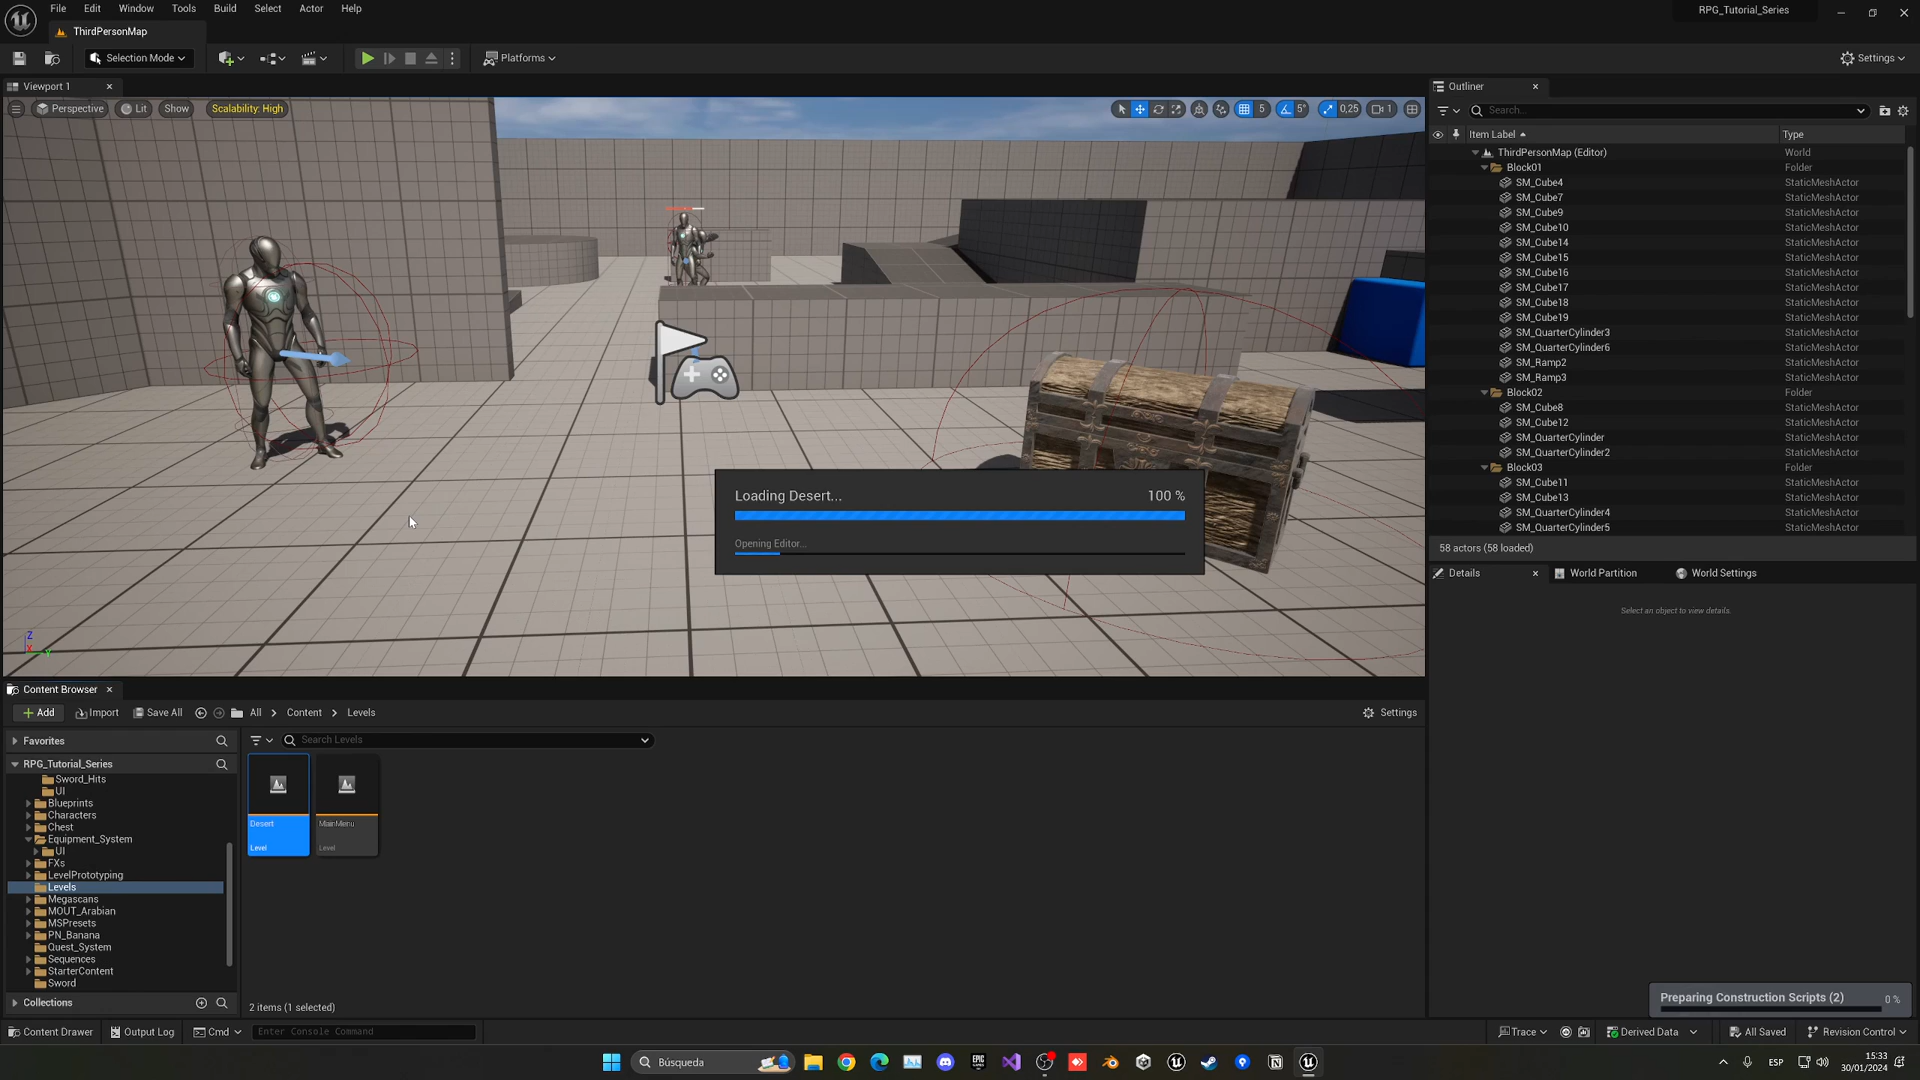 File Edit Window Tools Build Select Actor Help
RPG_Tutorial_Series
ThirdPersonMap
Selection Mode
Platforms
Settings
Viewport 1
Perspective Lit Show Scalability: High
5 5° 0,25 1
Outliner
Search...
Item Label Type
ThirdPersonMap (Editor) World
Block01 Folder
SM_Cube4 StaticMeshActor
SM_Cube7 StaticMeshActor
SM_Cube9 StaticMeshActor
SM_Cube10 StaticMeshActor
SM_Cube14 StaticMeshActor
SM_Cube15 StaticMeshActor
SM_Cube16 StaticMeshActor
SM_Cube17 StaticMeshActor
SM_Cube18 StaticMeshActor
SM_Cube19 StaticMeshActor
SM_QuarterCylinder3 StaticMeshActor
SM_QuarterCylinder6 StaticMeshActor
SM_Ramp2 StaticMeshActor
SM_Ramp3 StaticMeshActor
Block02 Folder
SM_Cube8 StaticMeshActor
SM_Cube12 StaticMeshActor
SM_QuarterCylinder StaticMeshActor
SM_QuarterCylinder2 StaticMeshActor
Block03 Folder
SM_Cube11 StaticMeshActor
SM_Cube13 StaticMeshActor
SM_QuarterCylinder4 StaticMeshActor
SM_QuarterCylinder5 StaticMeshActor
58 actors (58 loaded)
Loading Desert... 100 %
Opening Editor...
Details World Partition World Settings
Select an object to view details.
Z
X Y
Content Browser
Add Import Save All All Content Levels Settings
Favorites
Search Levels
RPG_Tutorial_Series
Sword_Hits
UI
Blueprints
Characters
Chest
Equipment_System
UI
FXs
LevelPrototyping
Levels
Megascans
MOUT_Arabian
MSPresets
PN_Banana
Quest_System
Sequences
StarterContent
Sword
Collections
Desert
Level
MainMenu
Level
2 items (1 selected)
Preparing Construction Scripts (2) 0 %
Content Drawer Output Log Cmd Enter Console Command
Trace Derived Data All Saved Revision Control
Búsqueda
EPIC GAMES
ESP
15:33
30/01/2024